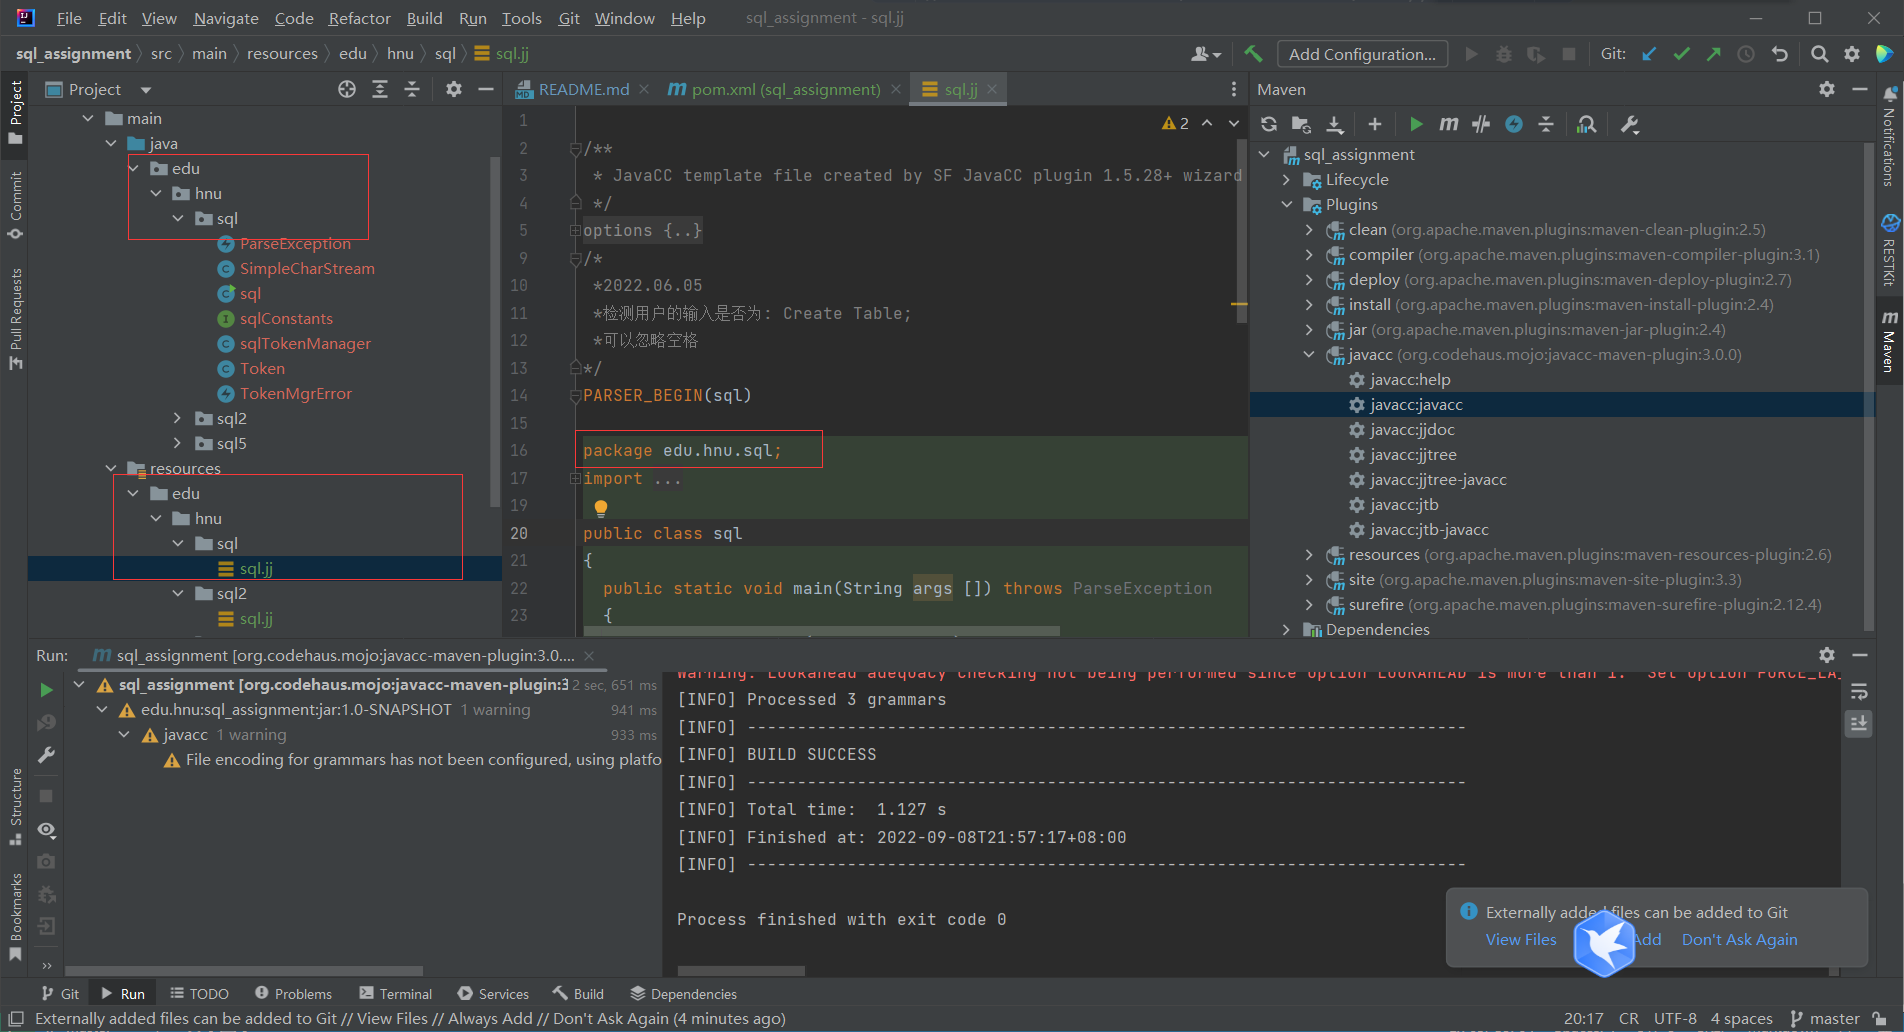 File Edit View Navigate Code Refactor Build Run Tools Git Window Help sql_assignment - sql.jj
sql_assignment src main resources edu hnu sql sql.jj
Add Configuration...
Git:
Project
README.md
pom.xml (sql_assignment)
sql.jj
Maven
Project
Commit
Pull Requests
Structure
Bookmarks
main
java
edu
hnu
sql
ParseException
SimpleCharStream
sql
sqlConstants
sqlTokenManager
Token
TokenMgrError
sql2
sql5
resources
edu
hnu
sql
sql.jj
sql2
sql.jj
2
1
2 /**
3 * JavaCC template file created by SF JavaCC plugin 1.5.28+ wizard
4 */
5 options {..}
9 /*
10 *2022.06.05
11 *检测用户的输入是否为: Create Table;
12 *可以忽略空格
13 */
14 PARSER_BEGIN(sql)
15
16 package edu.hnu.sql;
17 import ...
19
20 public class sql
21 {
22 public static void main(String args []) throws ParseException
23 {
sql_assignment
Lifecycle
Plugins
clean (org.apache.maven.plugins:maven-clean-plugin:2.5)
compiler (org.apache.maven.plugins:maven-compiler-plugin:3.1)
deploy (org.apache.maven.plugins:maven-deploy-plugin:2.7)
install (org.apache.maven.plugins:maven-install-plugin:2.4)
jar (org.apache.maven.plugins:maven-jar-plugin:2.4)
javacc (org.codehaus.mojo:javacc-maven-plugin:3.0.0)
javacc:help
javacc:javacc
javacc:jjdoc
javacc:jjtree
javacc:jjtree-javacc
javacc:jtb
javacc:jtb-javacc
resources (org.apache.maven.plugins:maven-resources-plugin:2.6)
site (org.apache.maven.plugins:maven-site-plugin:3.3)
surefire (org.apache.maven.plugins:maven-surefire-plugin:2.12.4)
Dependencies
Notifications
RESTKit
Maven
Run: sql_assignment [org.codehaus.mojo:javacc-maven-plugin:3.0....
sql_assignment [org.codehaus.mojo:javacc-maven-plugin:3 2 sec, 651 ms
edu.hnu:sql_assignment:jar:1.0-SNAPSHOT 1 warning 941 ms
javacc 1 warning 933 ms
File encoding for grammars has not been configured, using platfo
Warning: Lookahead adequacy checking not being performed since option LOOKAHEAD is more than 1. Set option FORCE_LA_
[INFO] Processed 3 grammars
[INFO] ------------------------------------------------------------------------
[INFO] BUILD SUCCESS
[INFO] ------------------------------------------------------------------------
[INFO] Total time: 1.127 s
[INFO] Finished at: 2022-09-08T21:57:17+08:00
[INFO] ------------------------------------------------------------------------
Process finished with exit code 0
Externally added files can be added to Git
View Files Add Don't Ask Again
Git Run TODO Problems Terminal Services Build Dependencies
Externally added files can be added to Git // View Files // Always Add // Don't Ask Again (4 minutes ago)
20:17 CR UTF-8 4 spaces master